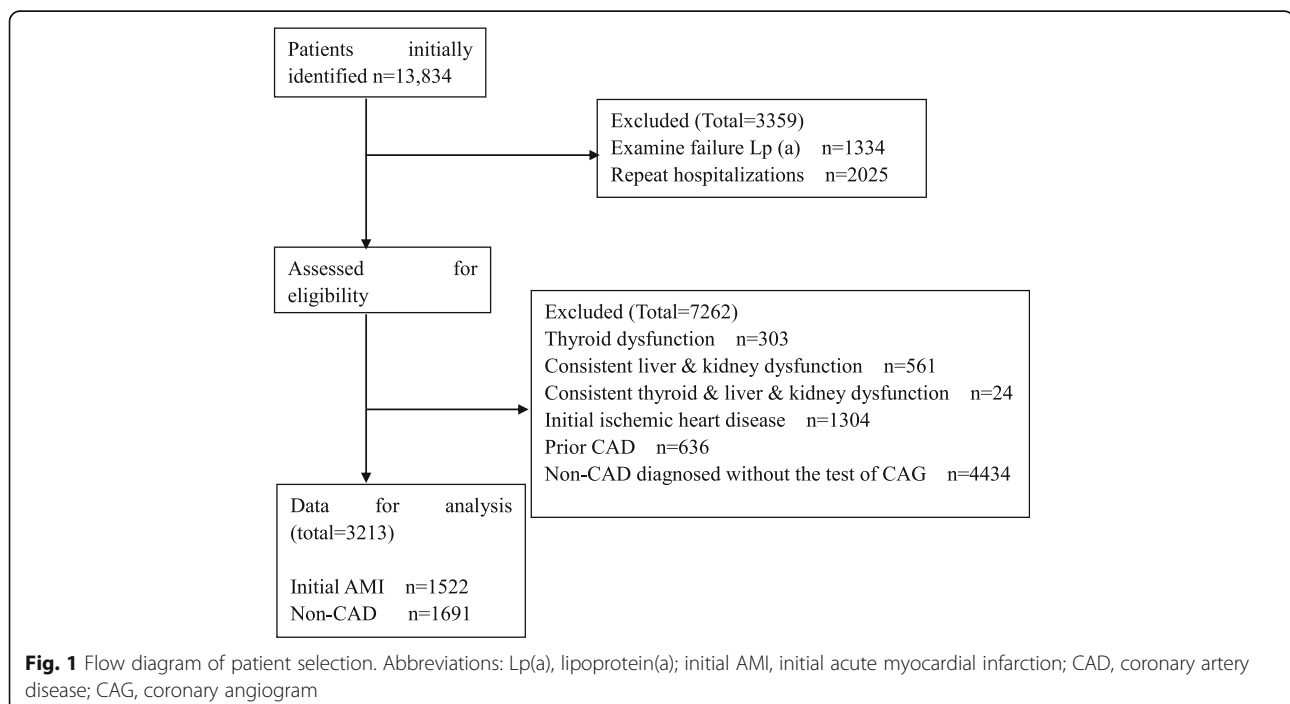 Patients initially
identified n=13,834
Excluded (Total=3359)
Examine failure Lp (a) n=1334
Repeat hospitalizations n=2025
Assessed for
eligibility
Excluded (Total=7262)
Thyroid dysfunction n=303
Consistent liver & kidney dysfunction n=561
Consistent thyroid & liver & kidney dysfunction n=24
Initial ischemic heart disease n=1304
Prior CAD n=636
Non-CAD diagnosed without the test of CAG n=4434
Data for analysis
(total=3213)
Initial AMI n=1522
Non-CAD n=1691
Fig. 1 Flow diagram of patient selection. Abbreviations: Lp(a), lipoprotein(a); initial AMI, initial acute myocardial infarction; CAD, coronary artery
disease; CAG, coronary angiogram